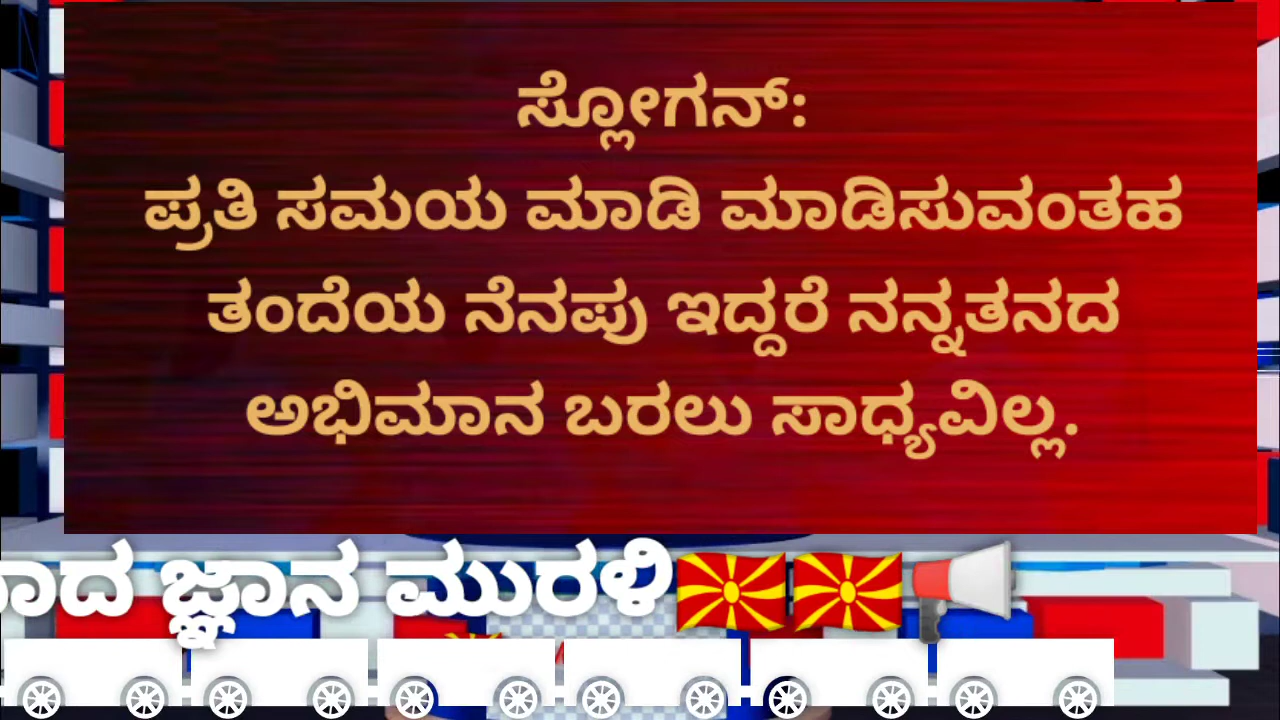 ಸ್ಲೋಗನ್:
ಪ್ರತಿ ಸಮಯ ಮಾಡಿ ಮಾಡಿಸುವಂತಹ
ತಂದೆಯ ನೆನಪು ಇದ್ದರೆ ನನ್ನತನದ
ಅಭಿಮಾನ ಬರಲು ಸಾಧ್ಯವಿಲ್ಲ.
ಜ್ಞಾನ ಮುರಳಿ